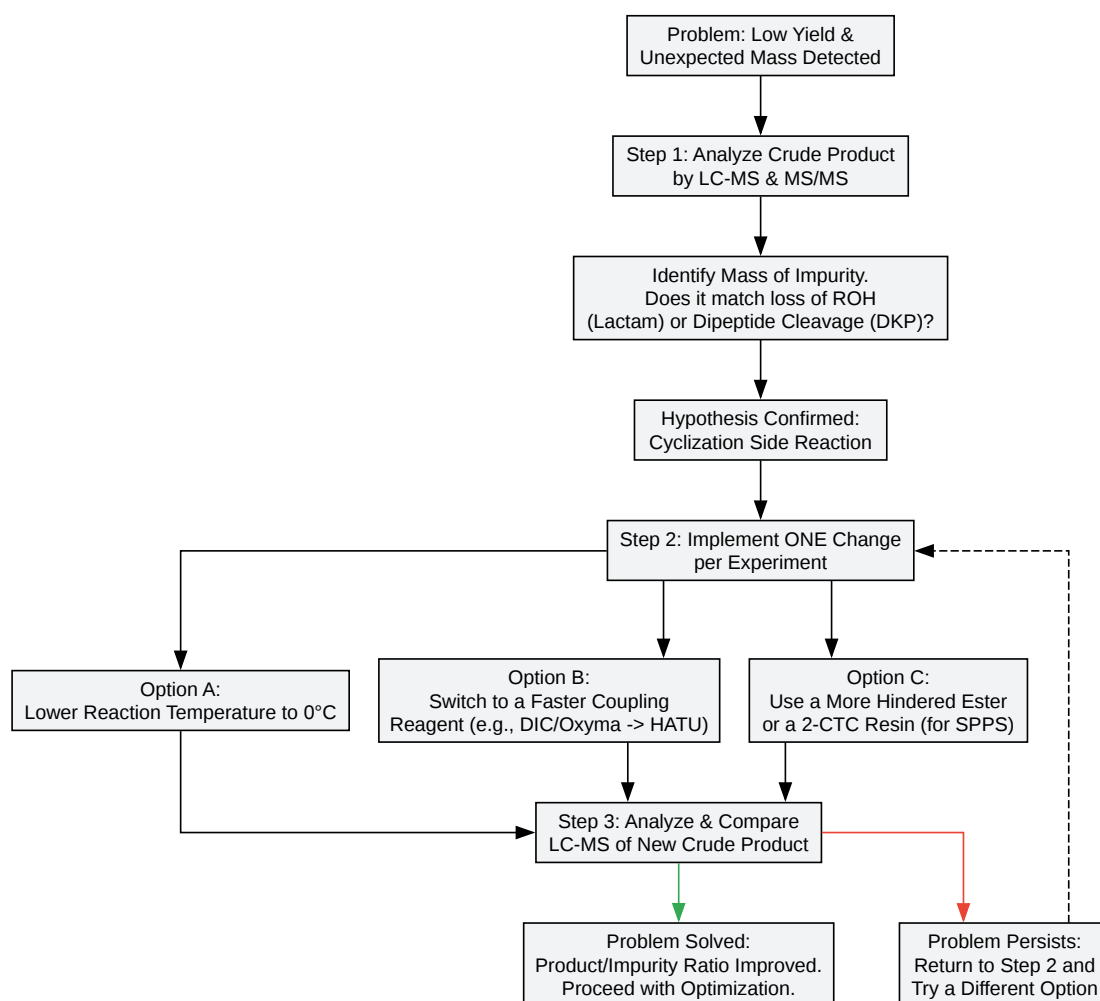 Problem: Low Yield &
Unexpected Mass Detected
Step 1: Analyze Crude Product
by LC-MS & MS/MS
Identify Mass of Impurity.
Does it match loss of ROH
(Lactam) or Dipeptide Cleavage (DKP)?
Hypothesis Confirmed:
Cyclization Side Reaction
Step 2: Implement ONE Change
per Experiment
Option A:
Lower Reaction Temperature to 0°C
Option B:
Switch to a Faster Coupling
Reagent (e.g., DIC/Oxyma -> HATU)
Option C:
Use a More Hindered Ester
or a 2-CTC Resin (for SPPS)
Step 3: Analyze & Compare
LC-MS of New Crude Product
Problem Solved:
Product/Impurity Ratio Improved.
Proceed with Optimization.
Problem Persists:
Return to Step 2 and
Try a Different Option